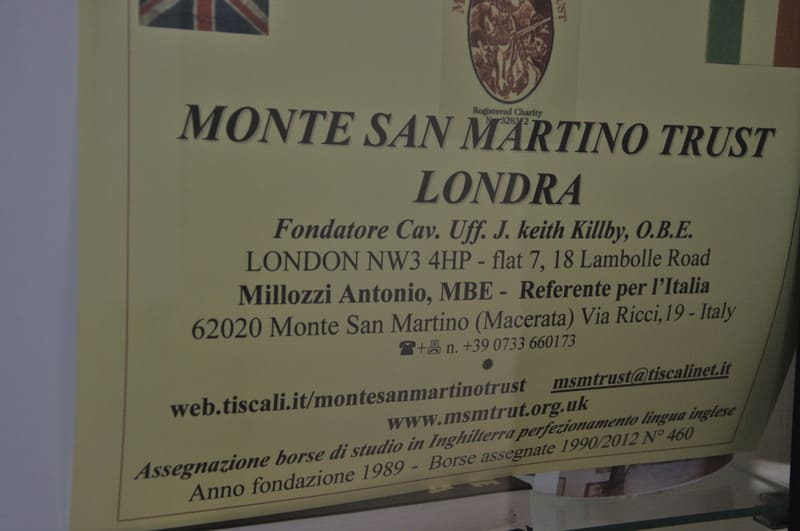 Registered Charity
No. 328312
MONTE SAN MARTINO TRUST
LONDRA
Fondatore Cav. Uff. J. keith Killby, O.B.E.
LONDON NW3 4HP - flat 7, 18 Lambolle Road
Millozzi Antonio, MBE - Referente per l'Italia
62020 Monte San Martino (Macerata) Via Ricci,19 - Italy
☎+🖷 n. +39 0733 660173
web.tiscali.it/montesanmartinotrust msmtrust@tiscalinet.it
www.msmtrut.org.uk
Assegnazione borse di studio in Inghilterra perfezionamento lingua inglese
Anno fondazione 1989 - Borse assegnate 1990/2012 N° 460